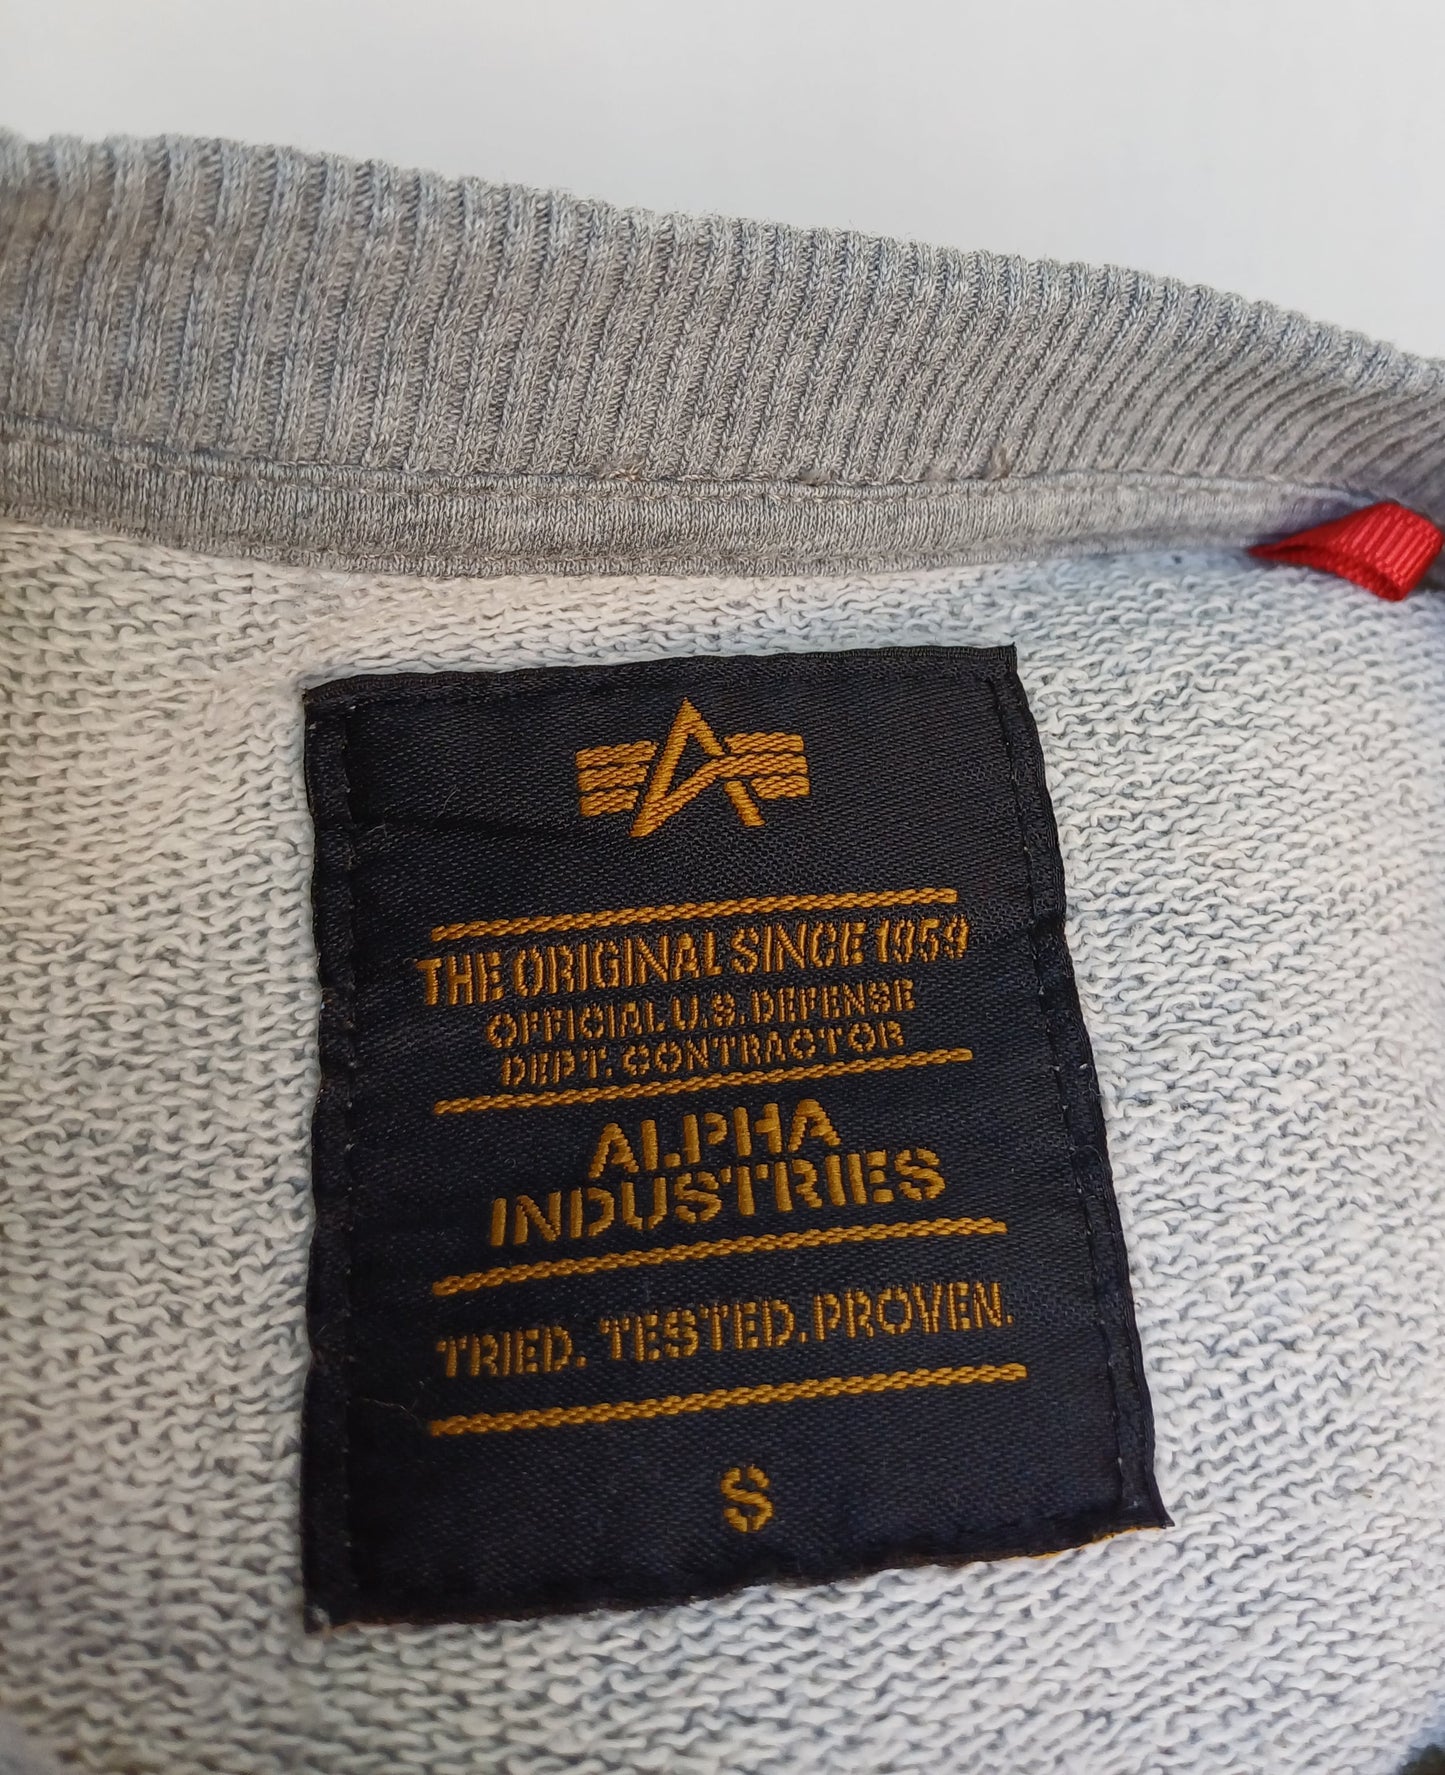 THE ORIGINAL SINCE 1959
OFFICIAL U.S. DEFENSE
DEPT. CONTRACTOR
ALPHA
INDUSTRIES
TRIED. TESTED. PROVEN.
S